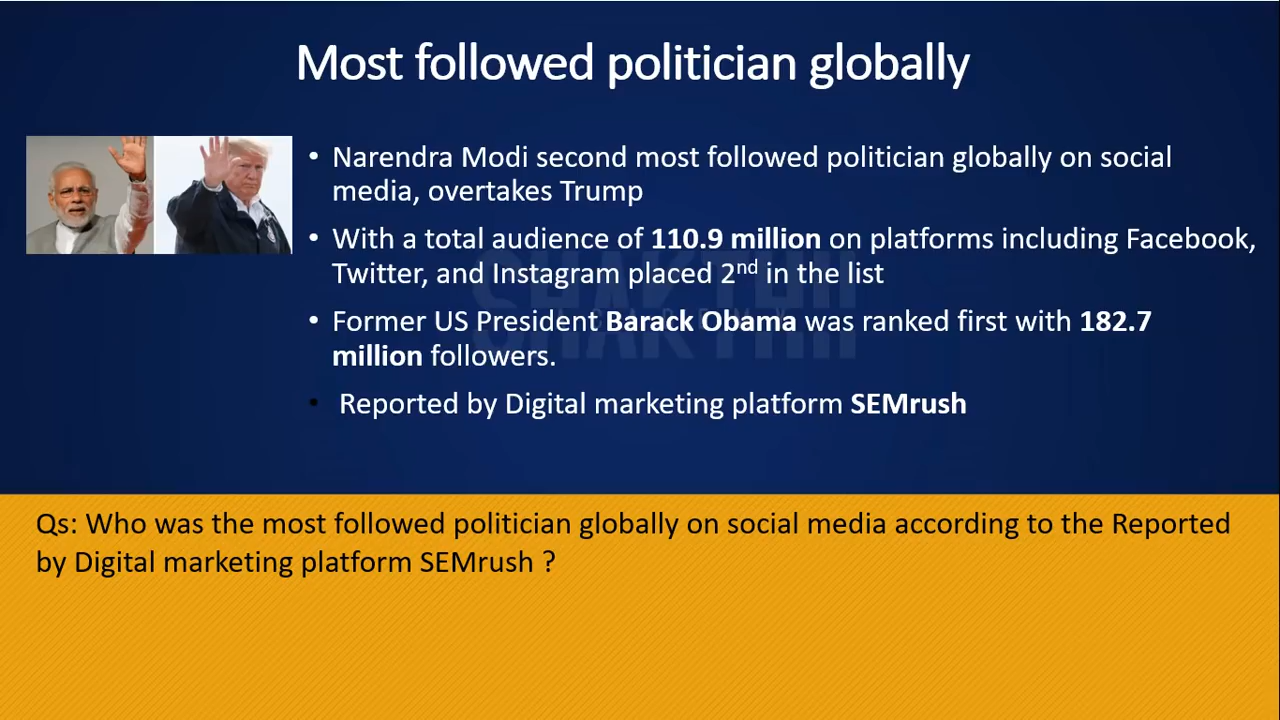 Most followed politician globally
• Narendra Modi second most followed politician globally on social
media, overtakes Trump
• With a total audience of 110.9 million on platforms including Facebook,
Twitter, and Instagram placed 2nd in the list
• Former US President Barack Obama was ranked first with 182.7
million followers.
• Reported by Digital marketing platform SEMrush
Qs: Who was the most followed politician globally on social media according to the Reported
by Digital marketing platform SEMrush ?